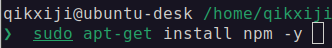 qikxiji@ubuntu-desk /home/qikxiji
❯ sudo apt-get install npm -y